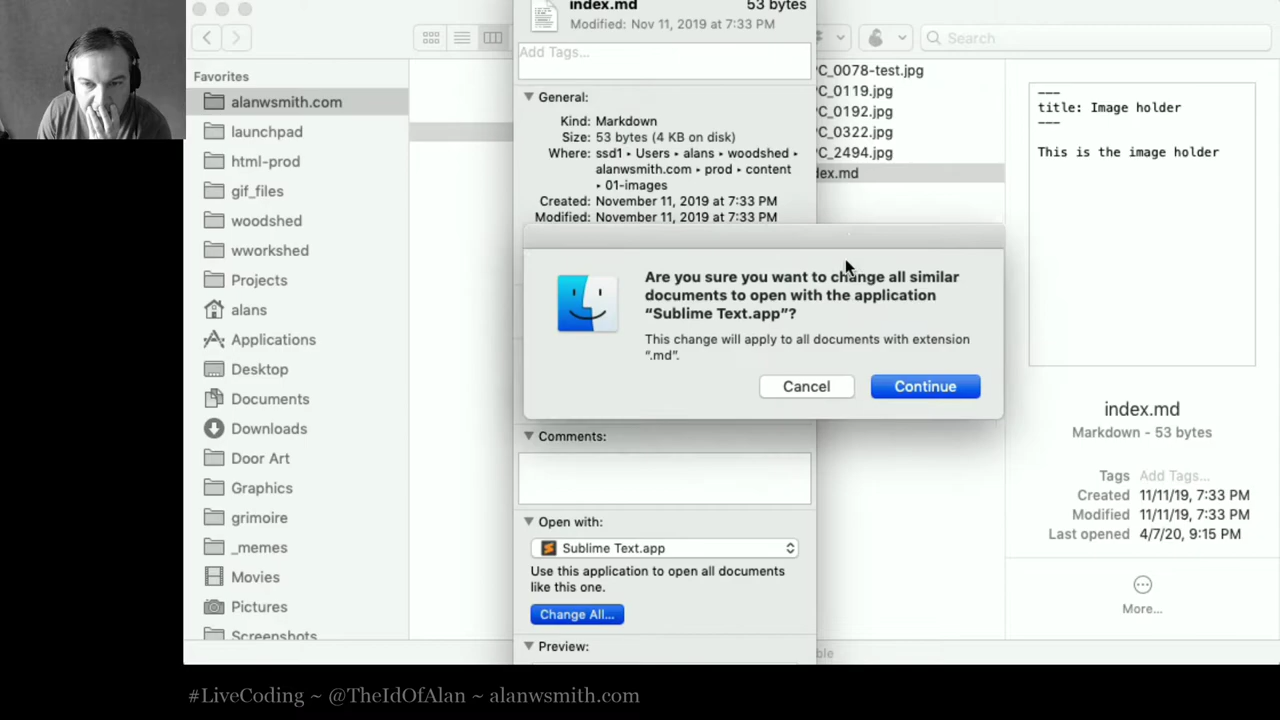 index.md
53 bytes
Modified: Nov 11, 2019 at 7:33 PM
Add Tags...
Search
Favorites
alanwsmith.com
launchpad
html-prod
gif_files
woodshed
wworkshed
Projects
alans
Applications
Desktop
Documents
Downloads
Door Art
Graphics
grimoire
_memes
Movies
Pictures
Screenshots
General:
Kind: Markdown
Size: 53 bytes (4 KB on disk)
Where: ssd1 ▸ Users ▸ alans ▸ woodshed ▸
alanwsmith.com ▸ prod ▸ content
▸ 01-images
Created: November 11, 2019 at 7:33 PM
Modified: November 11, 2019 at 7:33 PM
Are you sure you want to change all similar
documents to open with the application
“Sublime Text.app”?
This change will apply to all documents with extension
“.md”.
Cancel
Continue
Comments:
Open with:
Sublime Text.app
Use this application to open all documents
like this one.
Change All...
Preview:
C_0078-test.jpg
C_0119.jpg
C_0192.jpg
C_0322.jpg
C_2494.jpg
dex.md
---
title: Image holder
---
This is the image holder
index.md
Markdown - 53 bytes
Tags Add Tags...
Created 11/11/19, 7:33 PM
Modified 11/11/19, 7:33 PM
Last opened 4/7/20, 9:15 PM
More...
#LiveCoding ~ @TheIdOfAlan ~ alanwsmith.com